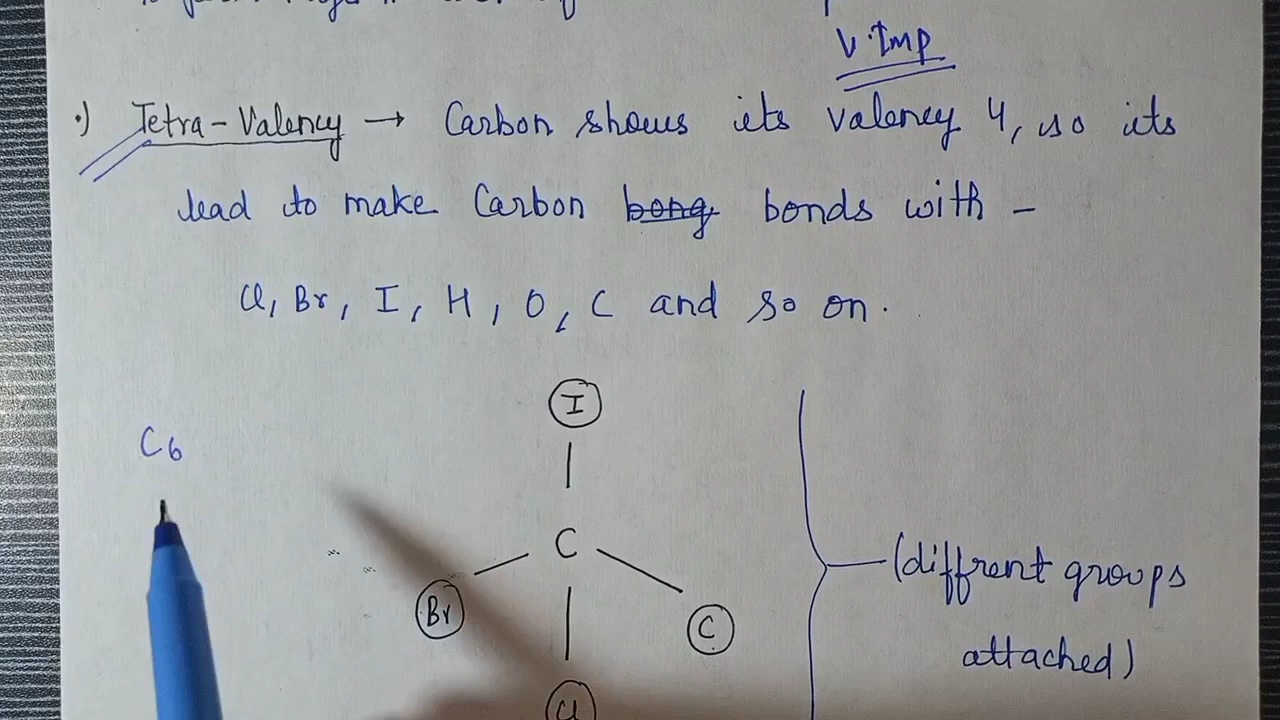 V. Imp
•) Tetra-Valency → Carbon shows its valency 4, so its
lead to make Carbon bong bonds with -
Cl, Br, I, H, O, C and so on.
I
C6
C
Br
C
(diffrent groups
attached)
Cl